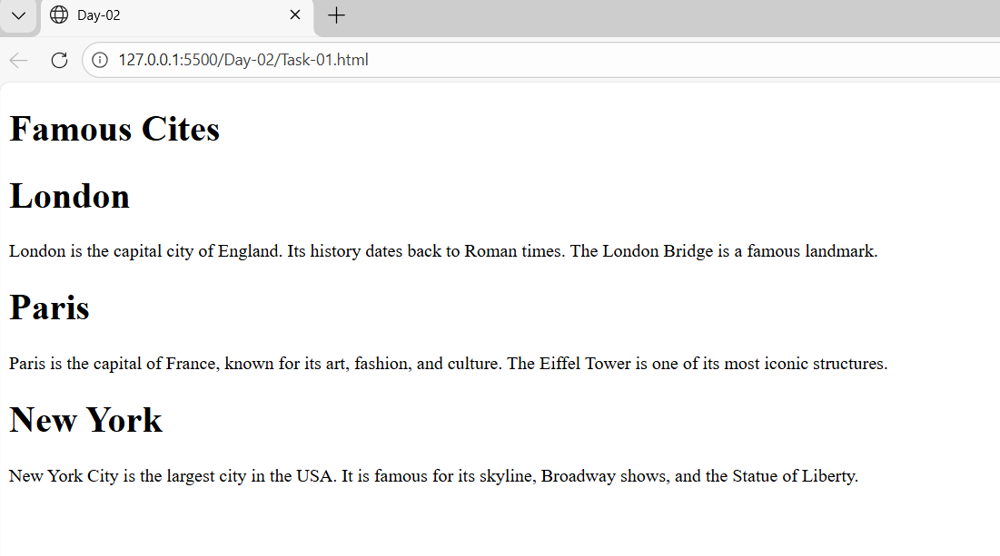 Day-02
127.0.0.1:5500/Day-02/Task-01.html
Famous Cites
London
London is the capital city of England. Its history dates back to Roman times. The London Bridge is a famous landmark.
Paris
Paris is the capital of France, known for its art, fashion, and culture. The Eiffel Tower is one of its most iconic structures.
New York
New York City is the largest city in the USA. It is famous for its skyline, Broadway shows, and the Statue of Liberty.